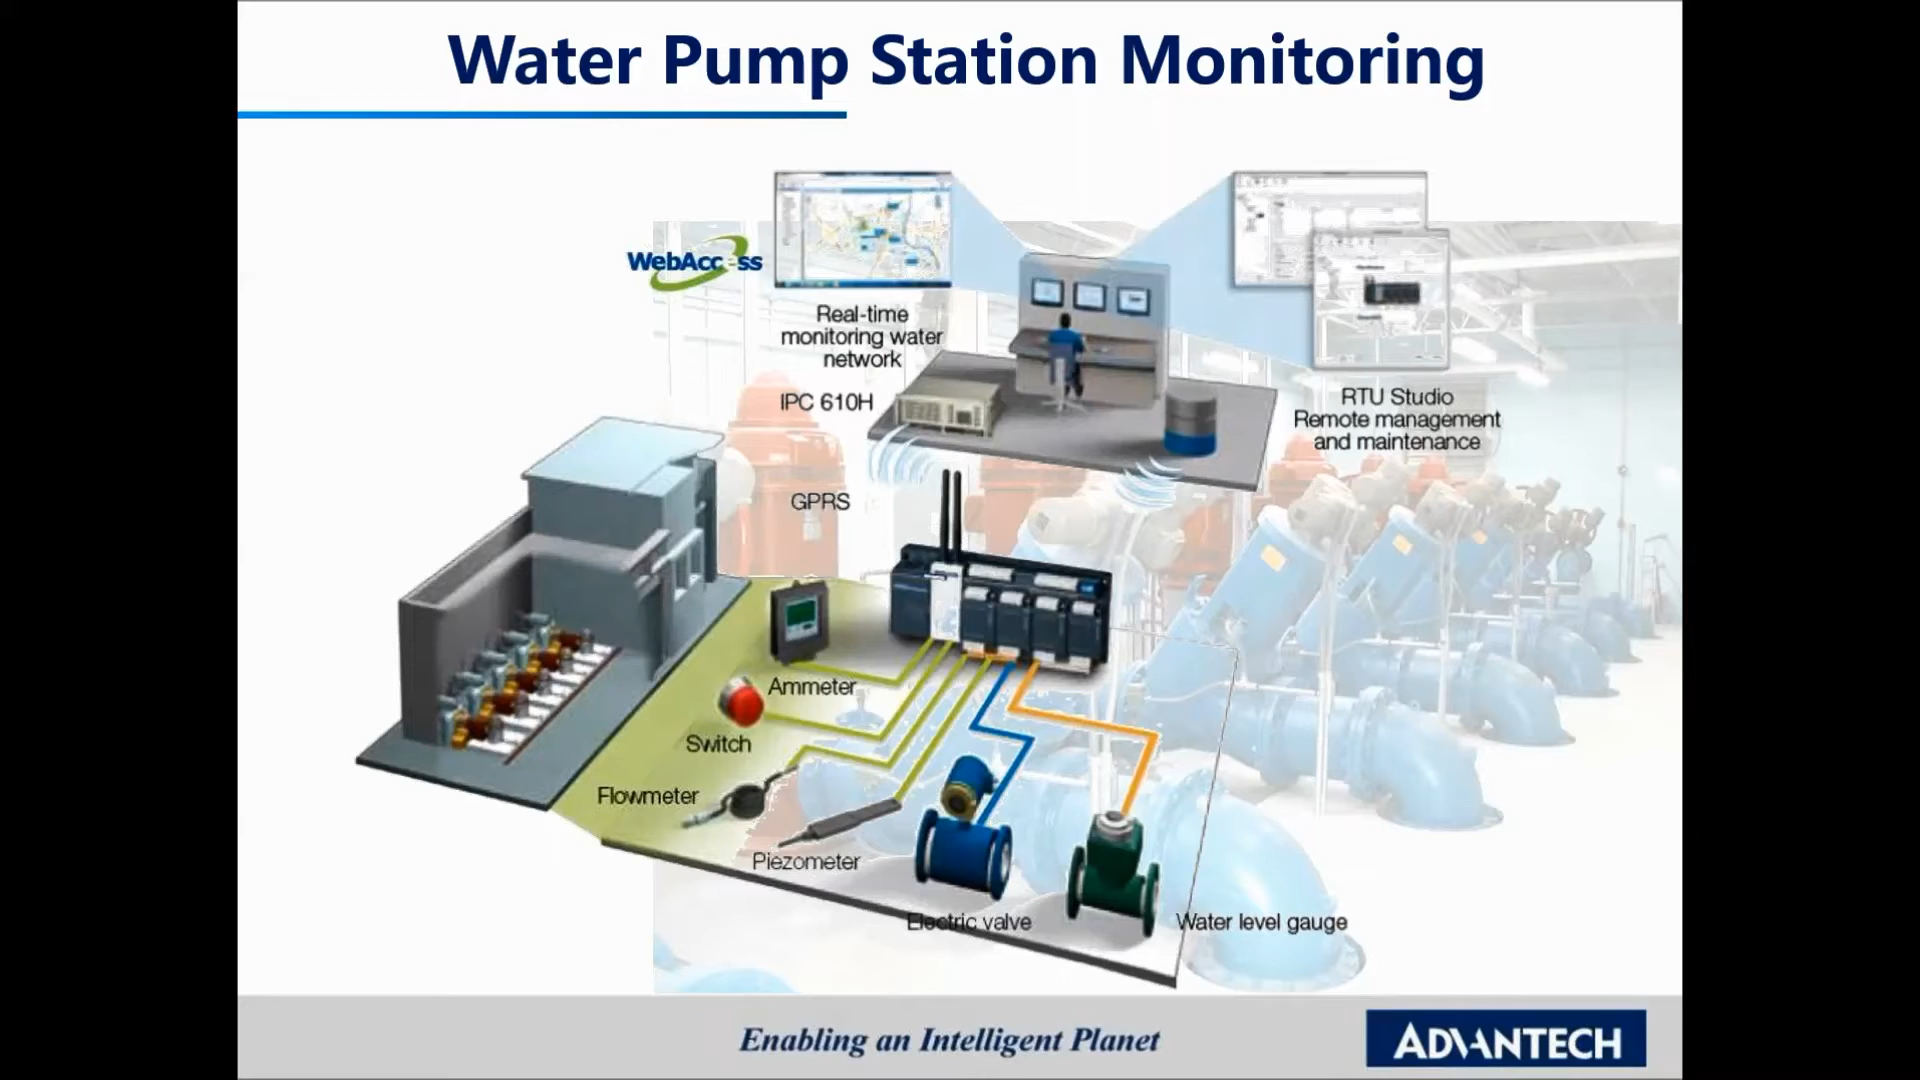 Water Pump Station Monitoring
WebAccess
Real-time
monitoring water
network
IPC 610H
RTU Studio
Remote management
and maintenance
GPRS
Ammeter
Switch
Flowmeter
Piezometer
Electric valve
Water level gauge
Enabling an Intelligent Planet
ADVANTECH